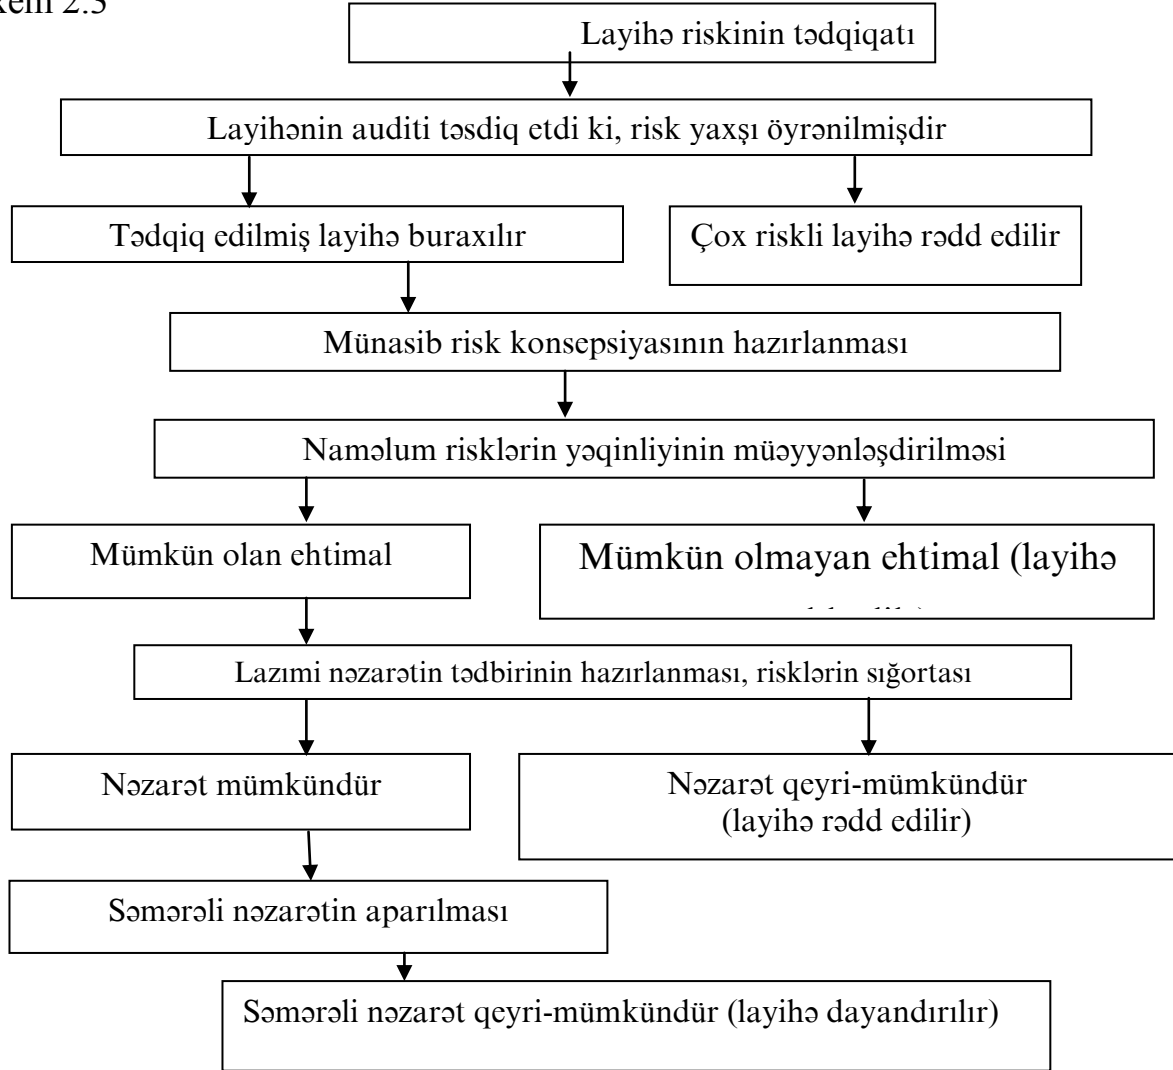 2.3
Layihə riskinin tədqiqatı
Layihənin auditi təsdiq etdi ki, risk yaxşı öyrənilmişdir
Tədqiq edilmiş layihə buraxılır
Çox riskli layihə rədd edilir
Münasib risk konsepsiyasının hazırlanması
Naməlum risklərin yəqinliyinin müəyyənləşdirilməsi
Mümkün olan ehtimal
Mümkün olmayan ehtimal (layihə
Lazımi nəzarətin tədbirinin hazırlanması, risklərin sığortası
Nəzarət mümkündür
Nəzarət qeyri-mümkündür
(layihə rədd edilir)
Səmərəli nəzarətin aparılması
Səmərəli nəzarət qeyri-mümkündür (layihə dayandırılır)